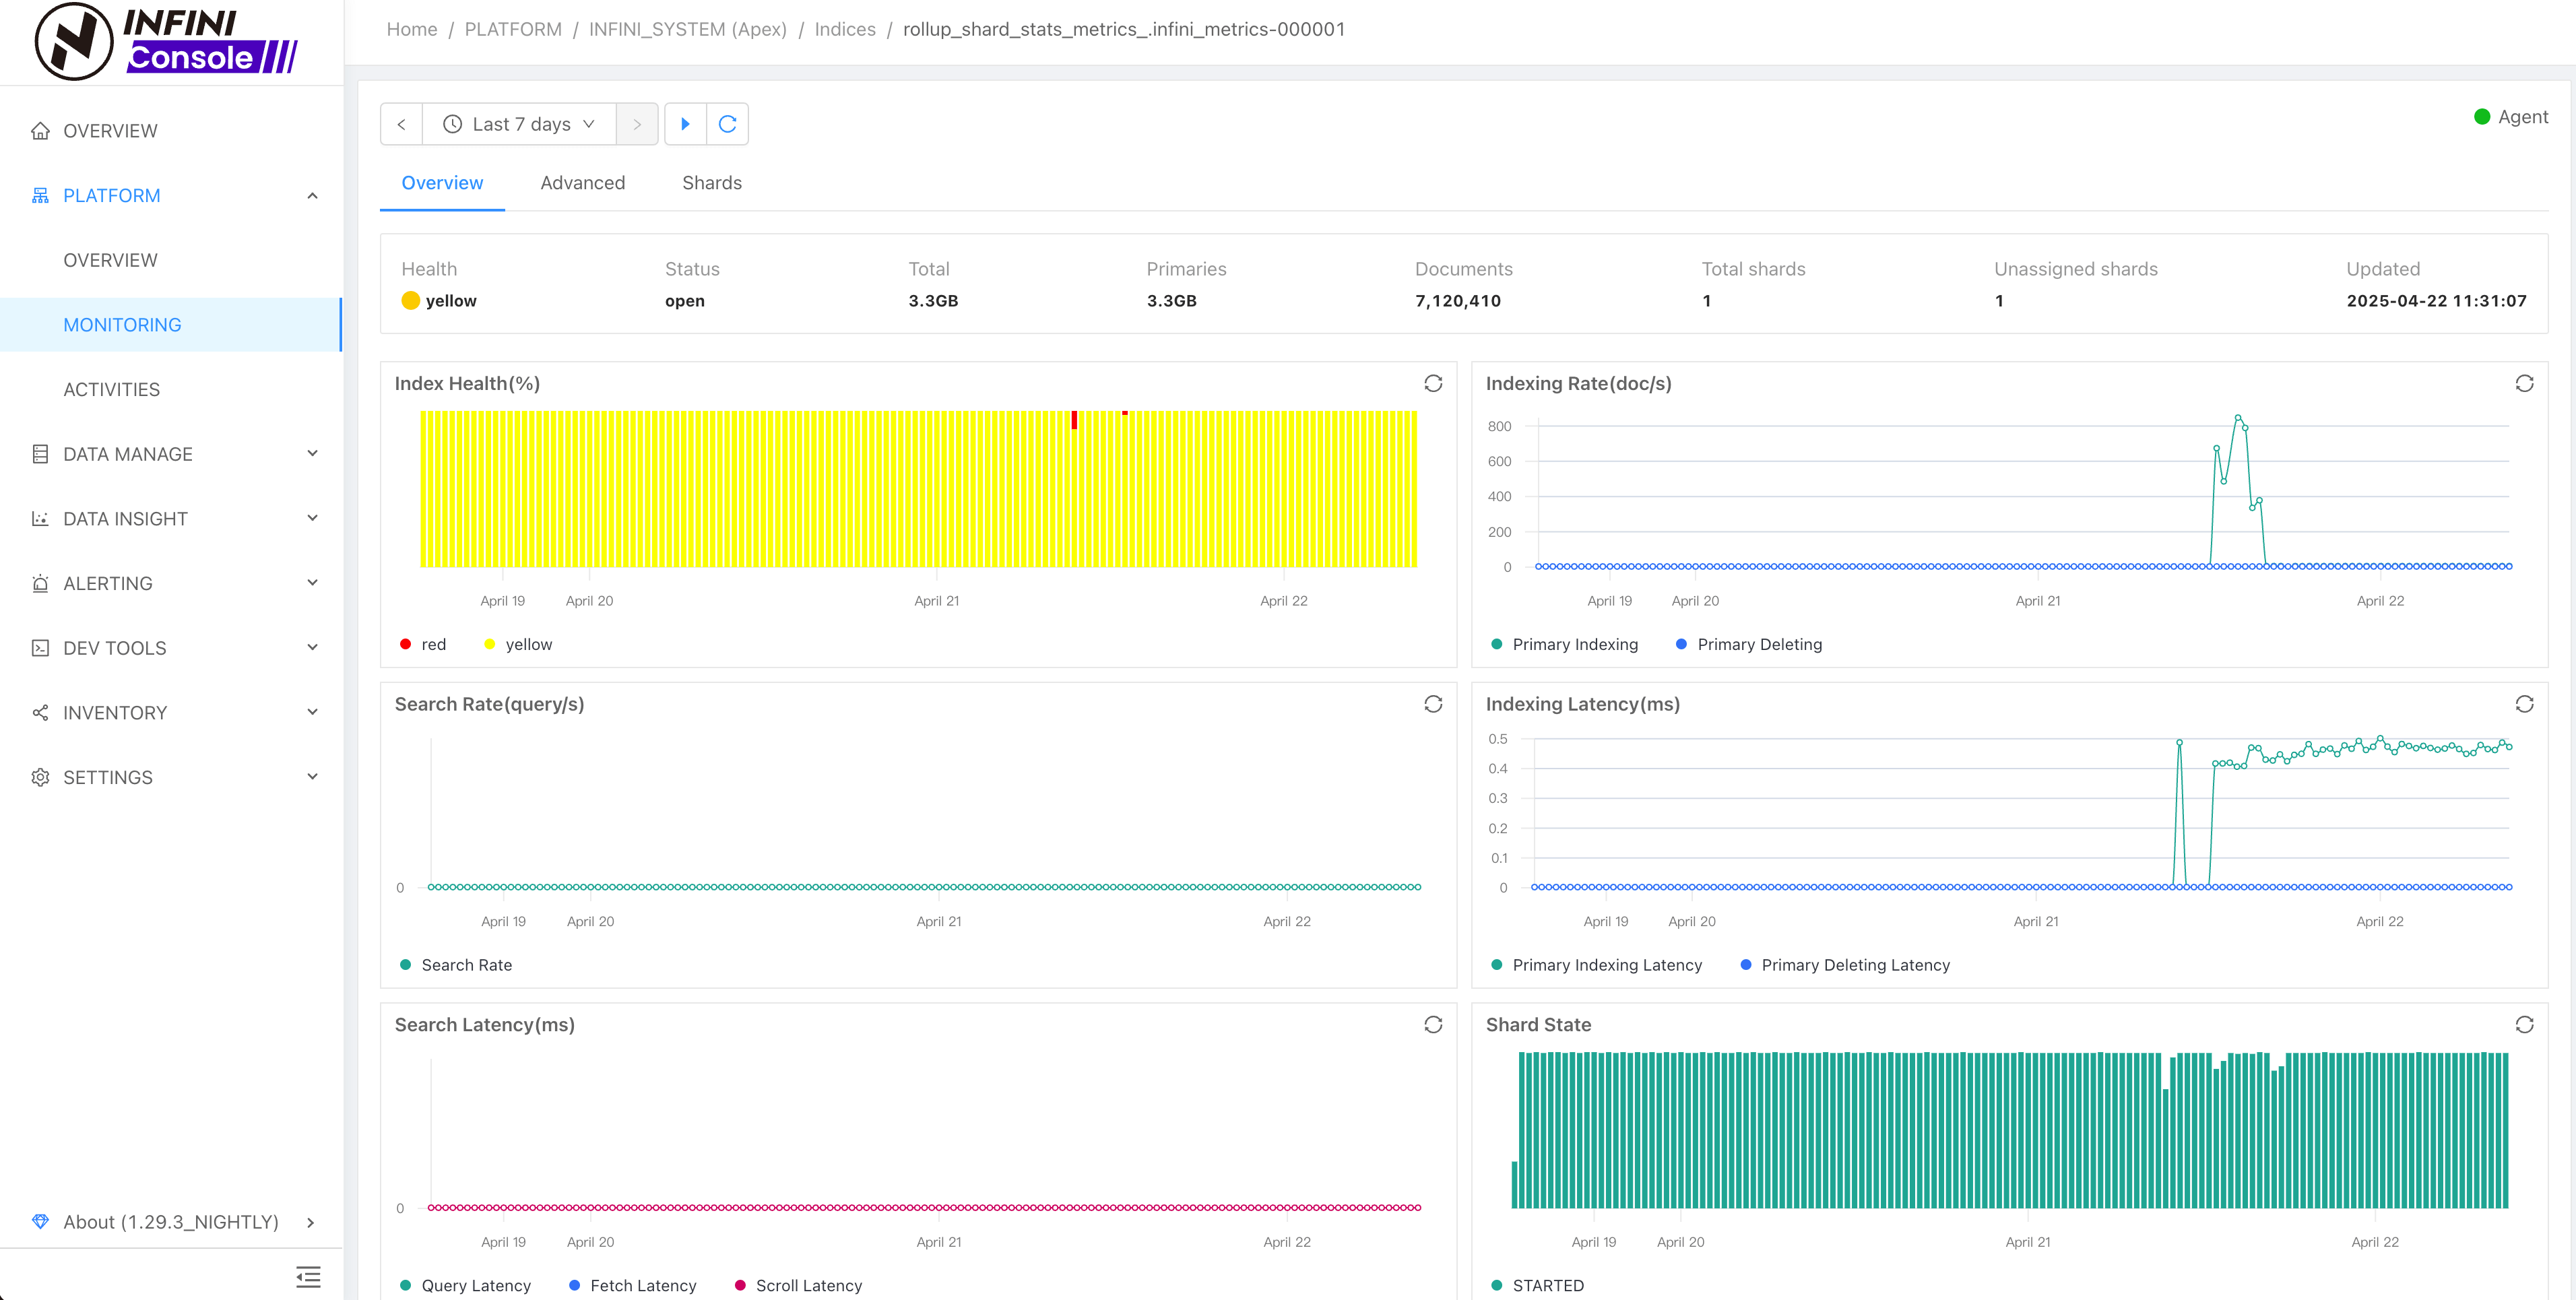 INFINI
Console
Home / PLATFORM / INFINI_SYSTEM (Apex) / Indices / rollup_shard_stats_metrics_.infini_metrics-000001
OVERVIEW
PLATFORM
OVERVIEW
MONITORING
ACTIVITIES
DATA MANAGE
DATA INSIGHT
ALERTING
DEV TOOLS
INVENTORY
SETTINGS
About (1.29.3_NIGHTLY)
Last 7 days
Agent
Overview Advanced Shards
Health Status Total Primaries Documents Total shards Unassigned shards Updated
yellow open 3.3GB 3.3GB 7,120,410 1 1 2025-04-22 11:31:07
Index Health(%)
April 19 April 20 April 21 April 22
red yellow
Indexing Rate(doc/s)
800
600
400
200
0
April 19 April 20 April 21 April 22
Primary Indexing Primary Deleting
Search Rate(query/s)
0
April 19 April 20 April 21 April 22
Search Rate
Indexing Latency(ms)
0.5
0.4
0.3
0.2
0.1
0
April 19 April 20 April 21 April 22
Primary Indexing Latency Primary Deleting Latency
Search Latency(ms)
0
April 19 April 20 April 21 April 22
Query Latency Fetch Latency Scroll Latency
Shard State
April 19 April 20 April 21 April 22
STARTED